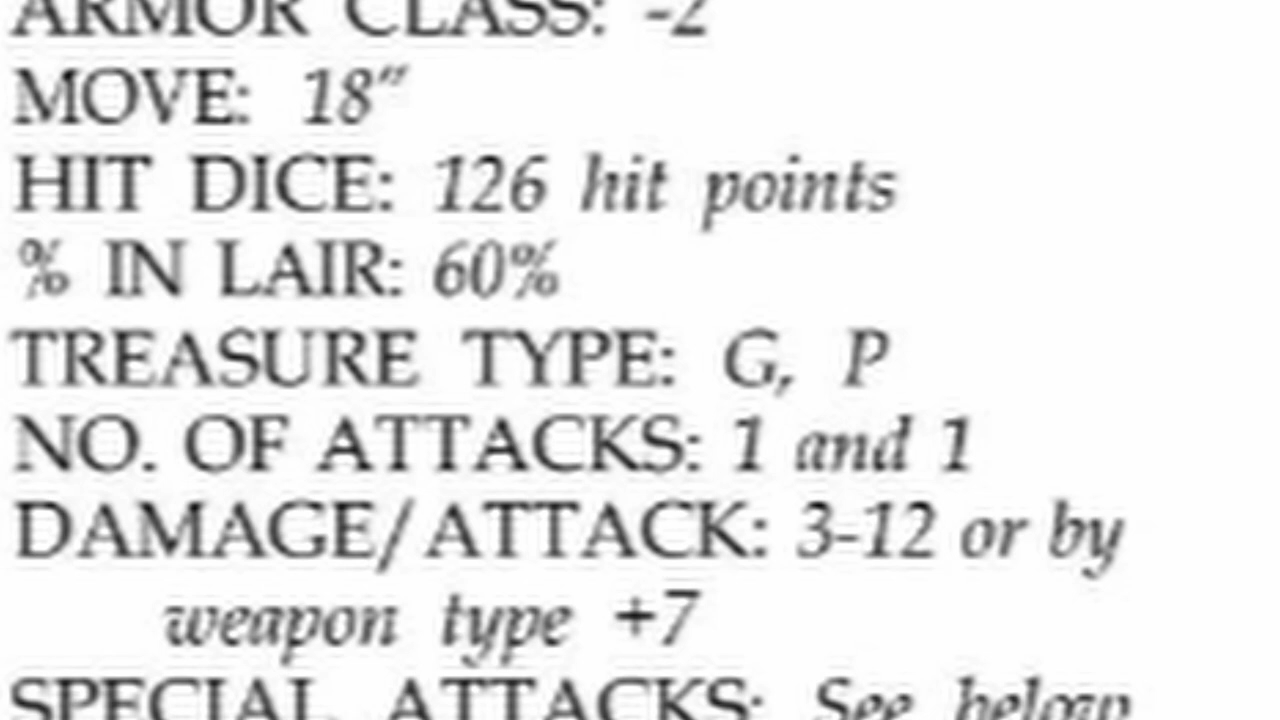 ARMOR CLASS: -2
MOVE: 18"
HIT DICE: 126 hit points
% IN LAIR: 60%
TREASURE TYPE: G, P
NO. OF ATTACKS: 1 and 1
DAMAGE/ATTACK: 3-12 or by
weapon type +7
SPECIAL ATTACKS: See below